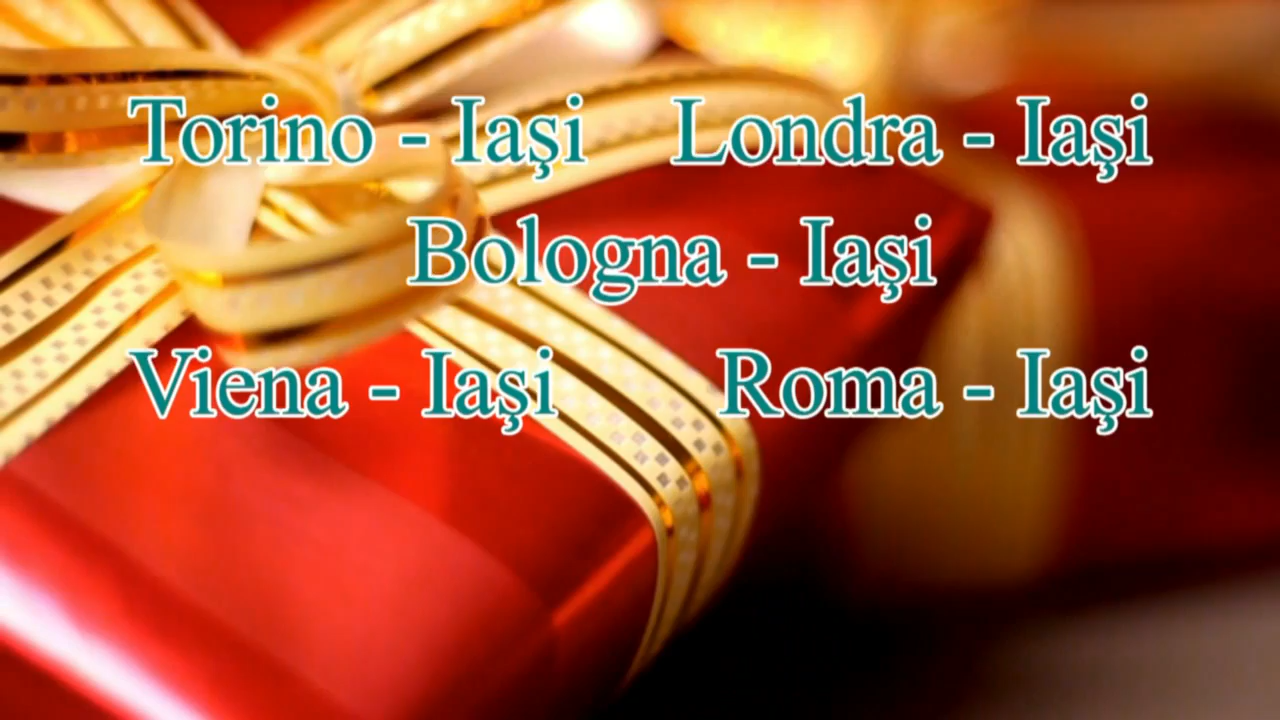 Torino - Iaşi Londra - Iaşi
Bologna - Iaşi
Viena - Iaşi Roma - Iaşi